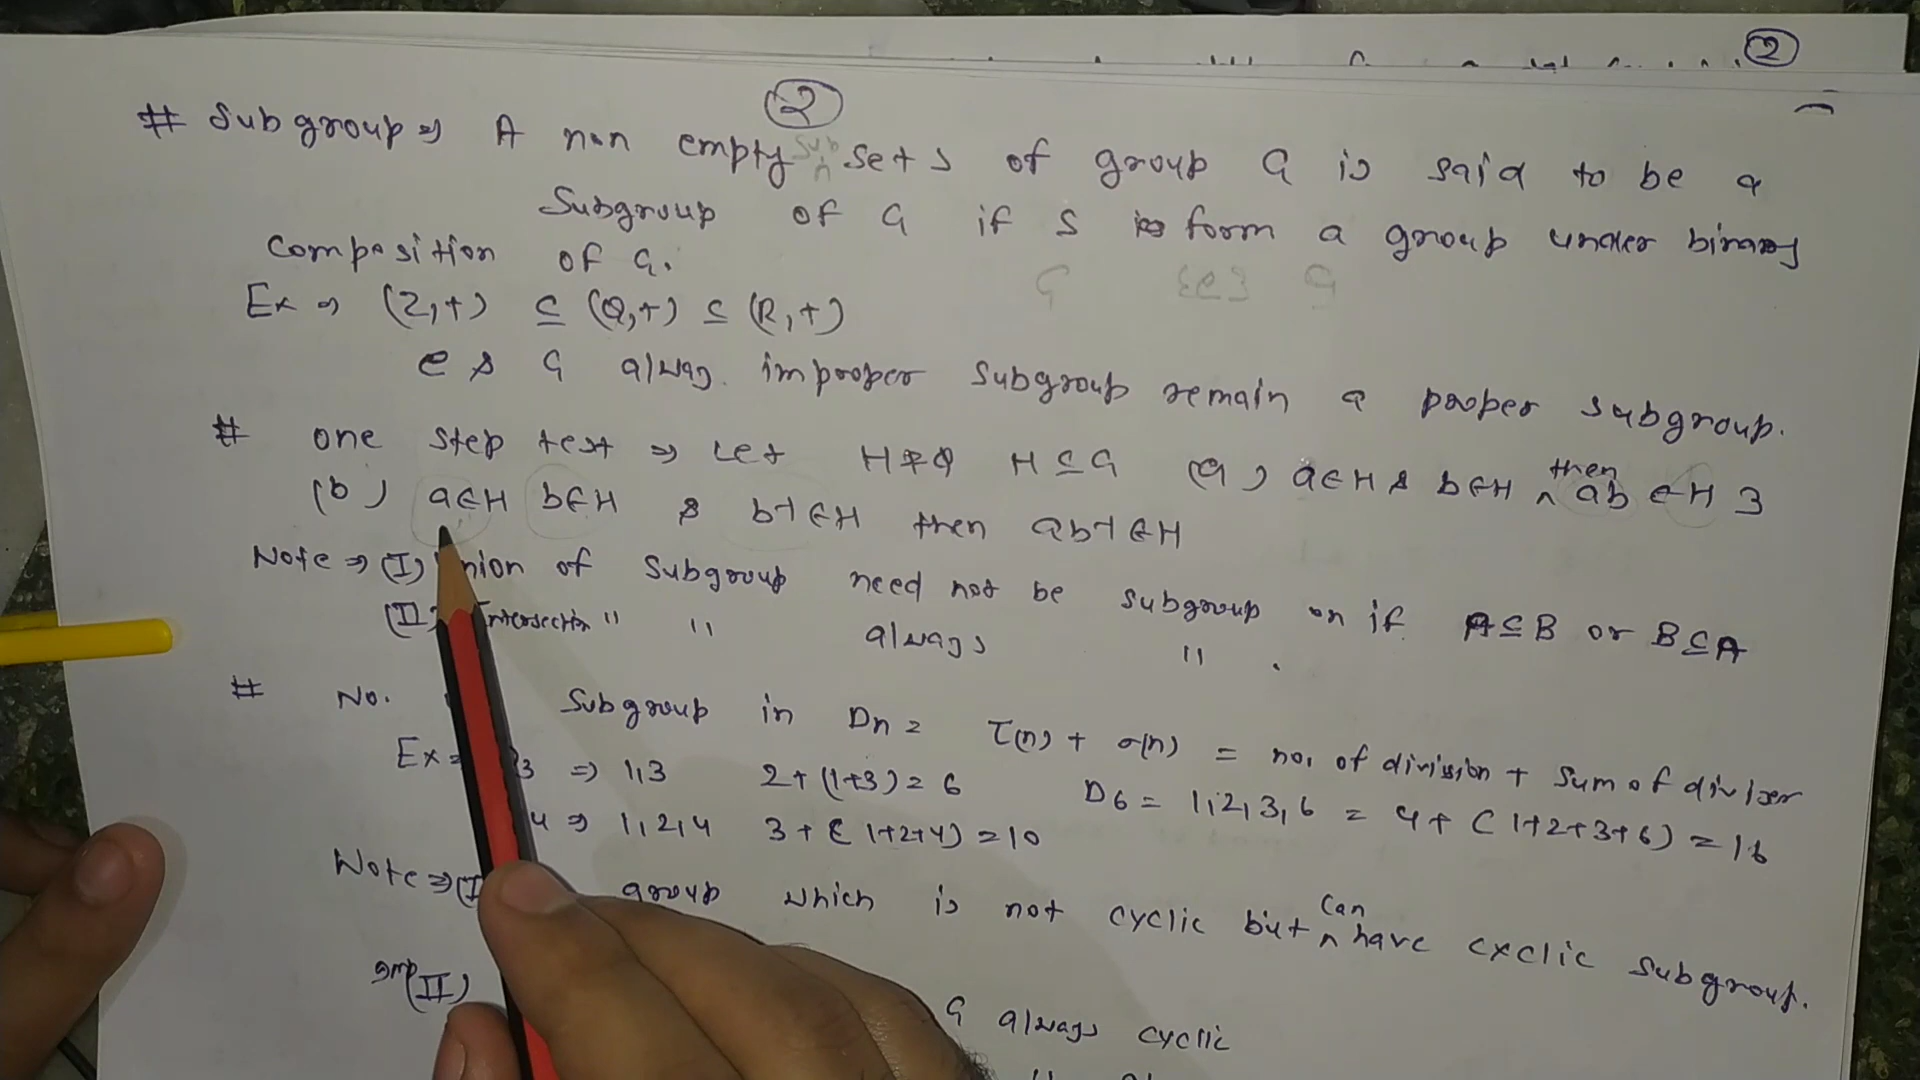 2
2
# Subgroup ⇒ A non empty sub ^ set S of group G is said to be a
Subgroup of G if S form a group under binary
Composition of G.
Ex ⇒ (Z,+) ⊆ (Q,+) ⊆ (R,+)
e & G always improper subgroup remain a proper subgroup.
# one step test ⇒ Let H≠φ H⊆G (a) a∈H & b∈H ^ then ab ∈ H
(b) a∈H b∈H & b⁻¹∈H then ab⁻¹∈H
Note ⇒ (I) nion of subgroup need not be subgroup or if A⊆B or B⊆A
(II) Intersection " " always " .
# No. Subgroup in Dn = τ(n) + σ(n) = no. of division + sum of divizer
Ex = 3 ⇒ 1,3 2+(1+3)=6 D6 = 1,2,3,6 = 4+(1+2+3+6)=16
4 ⇒ 1,2,4 3+(1+2+4)=10
Note ⇒ (I group which is not cyclic but ^ can have cyclic subgroup.
(II) G always cyclic